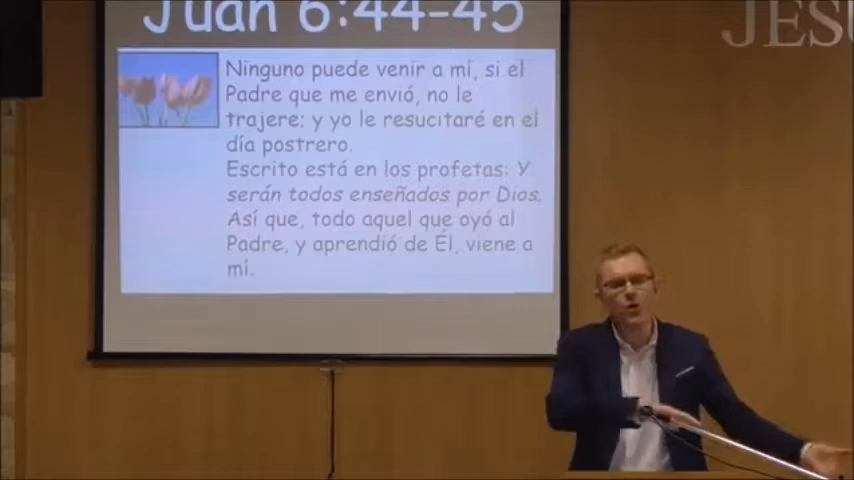 Juan 6:44-45
JESU
Ninguno puede venir a mí, si el
Padre que me envió, no le
trajere; y yo le resucitaré en el
día postrero.
Escrito está en los profetas: Y
serán todos enseñados por Dios.
Así que, todo aquel que oyó al
Padre, y aprendió de Él, viene a
mí.